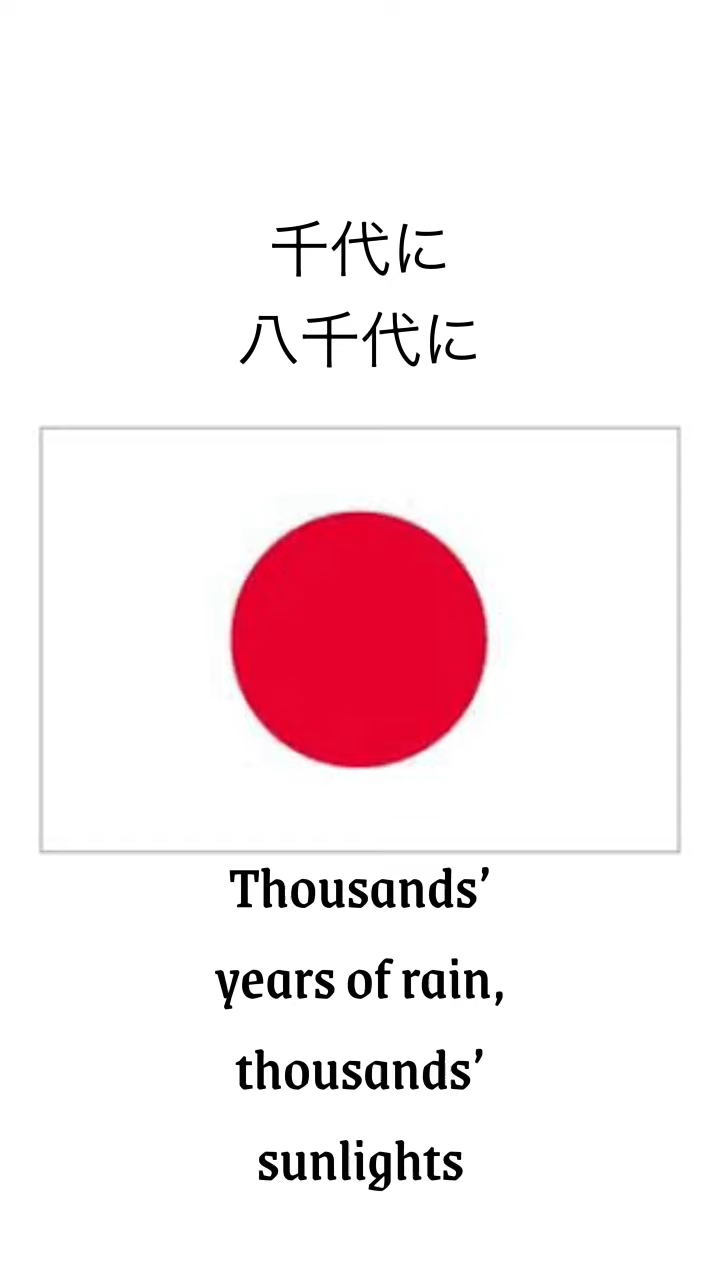 千代に
八千代に
Thousands’
years of rain,
thousands’
sunlights